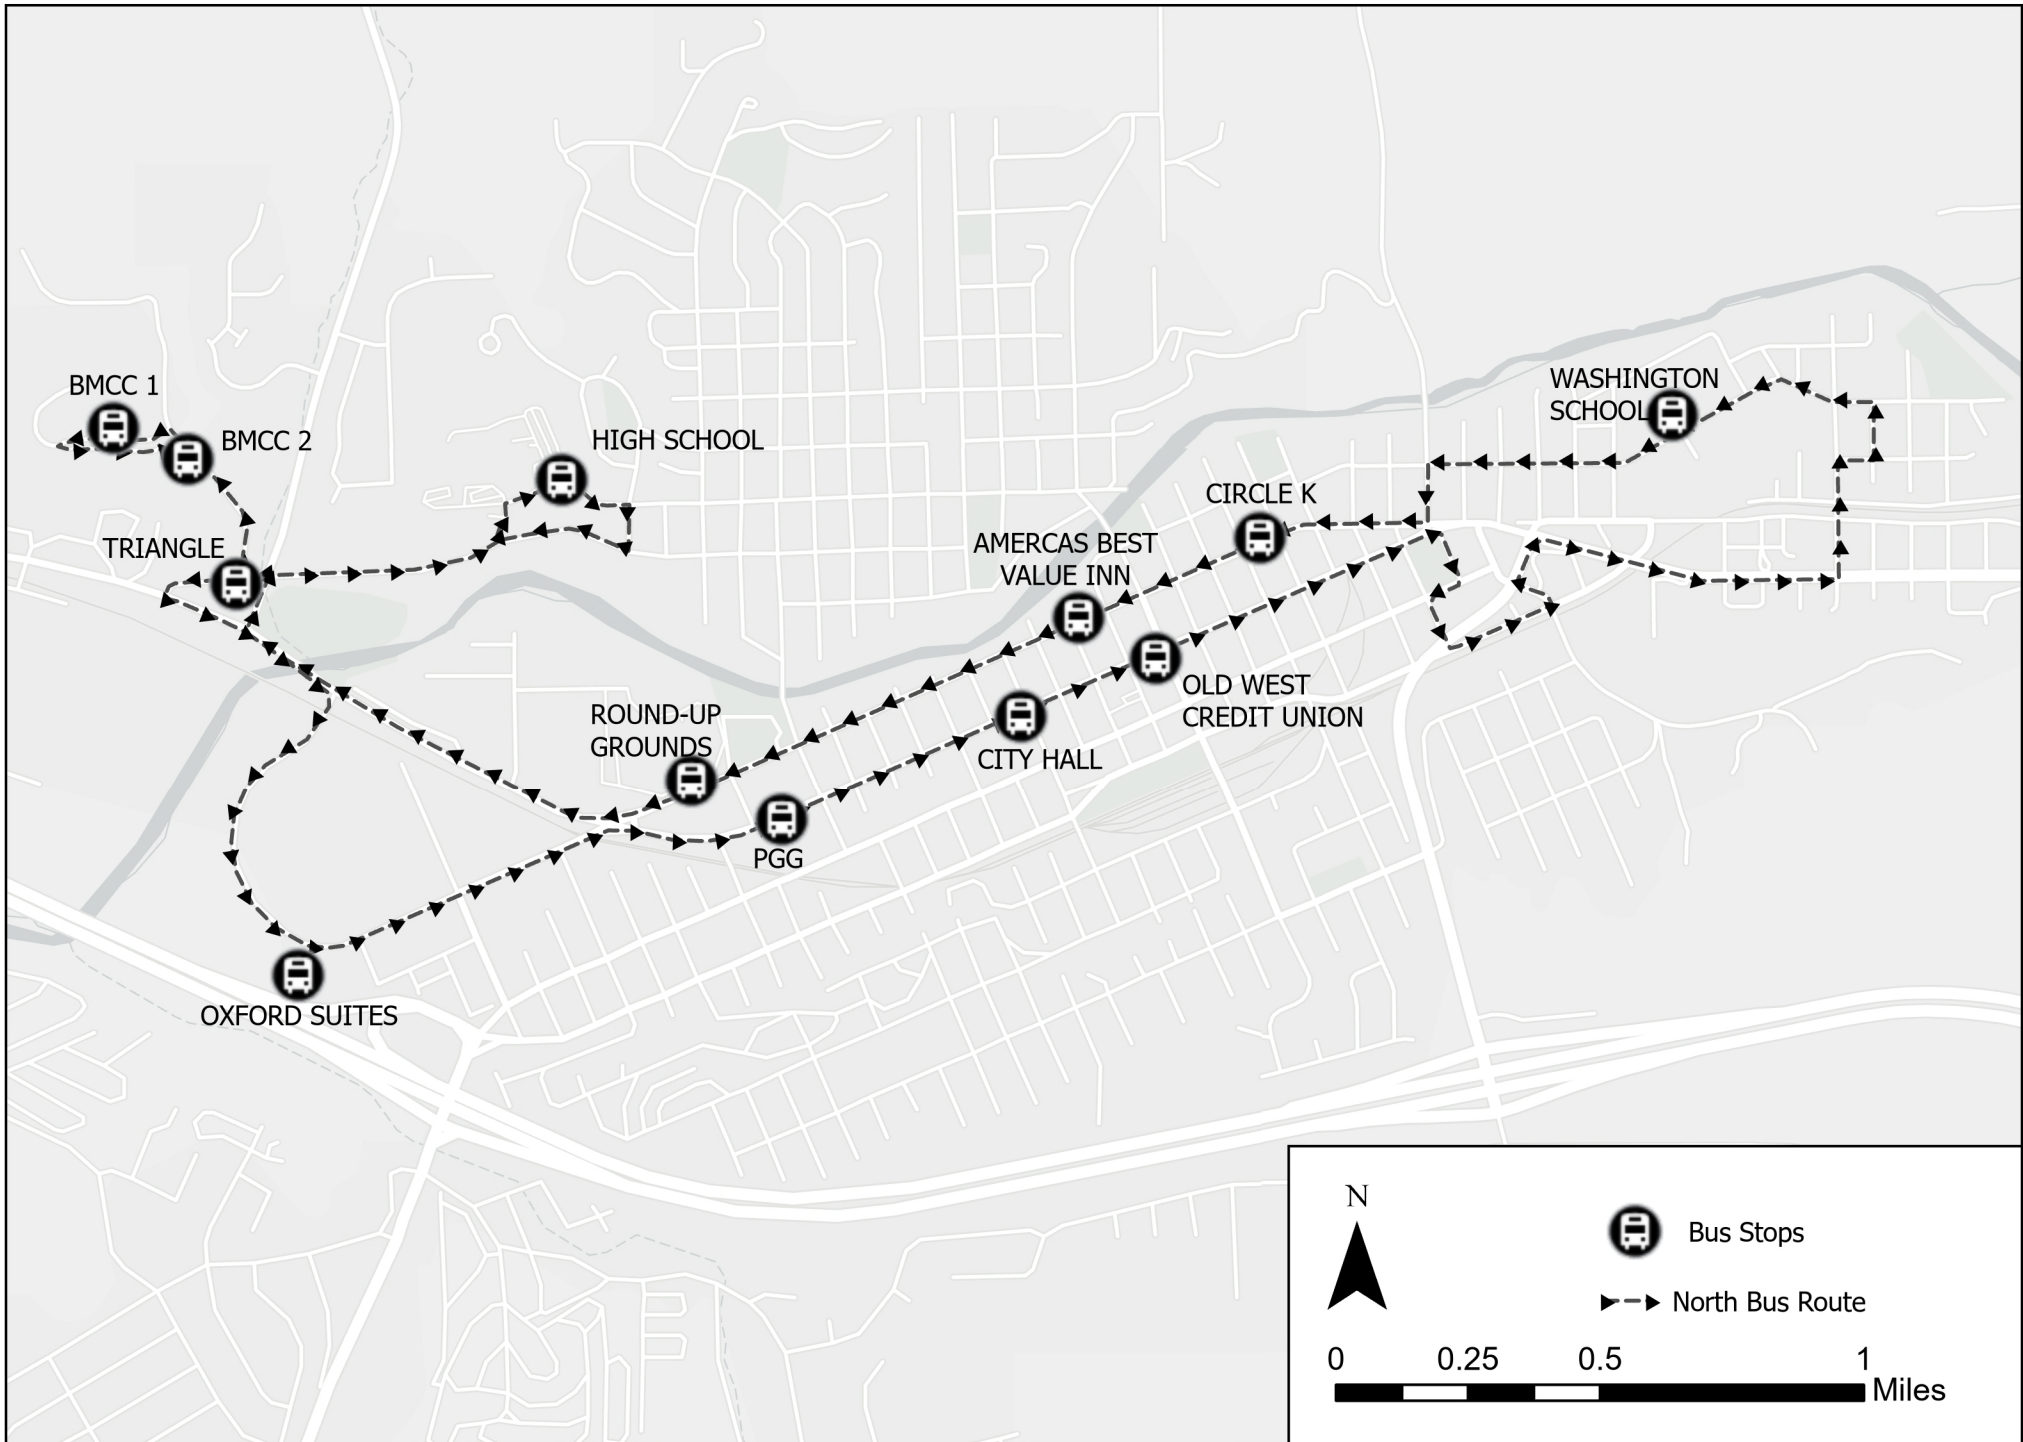 WASHINGTON
SCHOOL
BMCC 1
BMCC 2
HIGH SCHOOL
CIRCLE K
TRIANGLE
AMERCAS BEST
VALUE INN
OLD WEST
CREDIT UNION
ROUND-UP
GROUNDS
CITY HALL
PGG
OXFORD SUITES
N
Bus Stops
North Bus Route
0 0.25 0.5 1
Miles